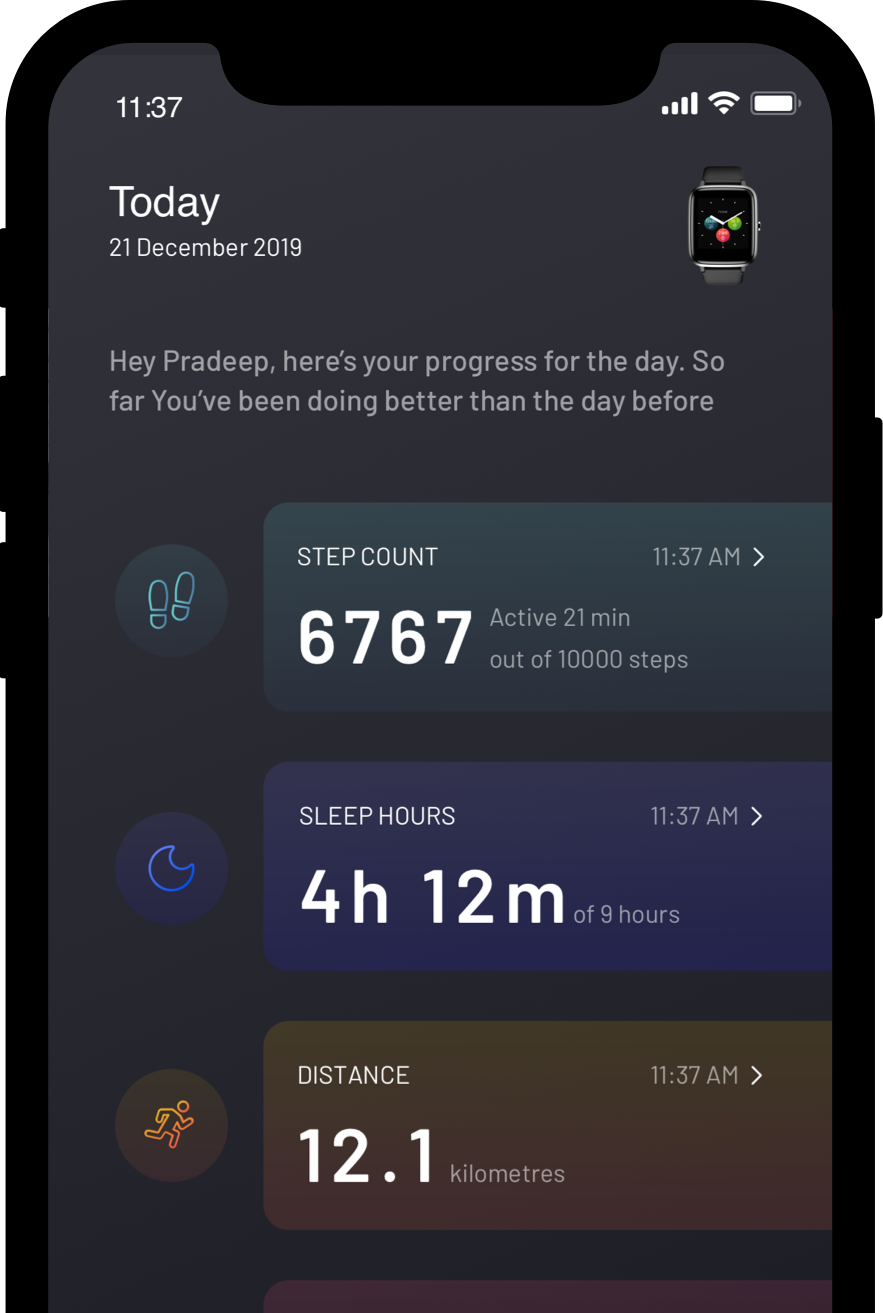 11:37
Today
21 December 2019
Hey Pradeep, here’s your progress for the day. So
far You’ve been doing better than the day before
STEP COUNT 11:37 AM
6767 Active 21 min
out of 10000 steps
SLEEP HOURS 11:37 AM
4h 12m of 9 hours
DISTANCE 11:37 AM
12.1 kilometres